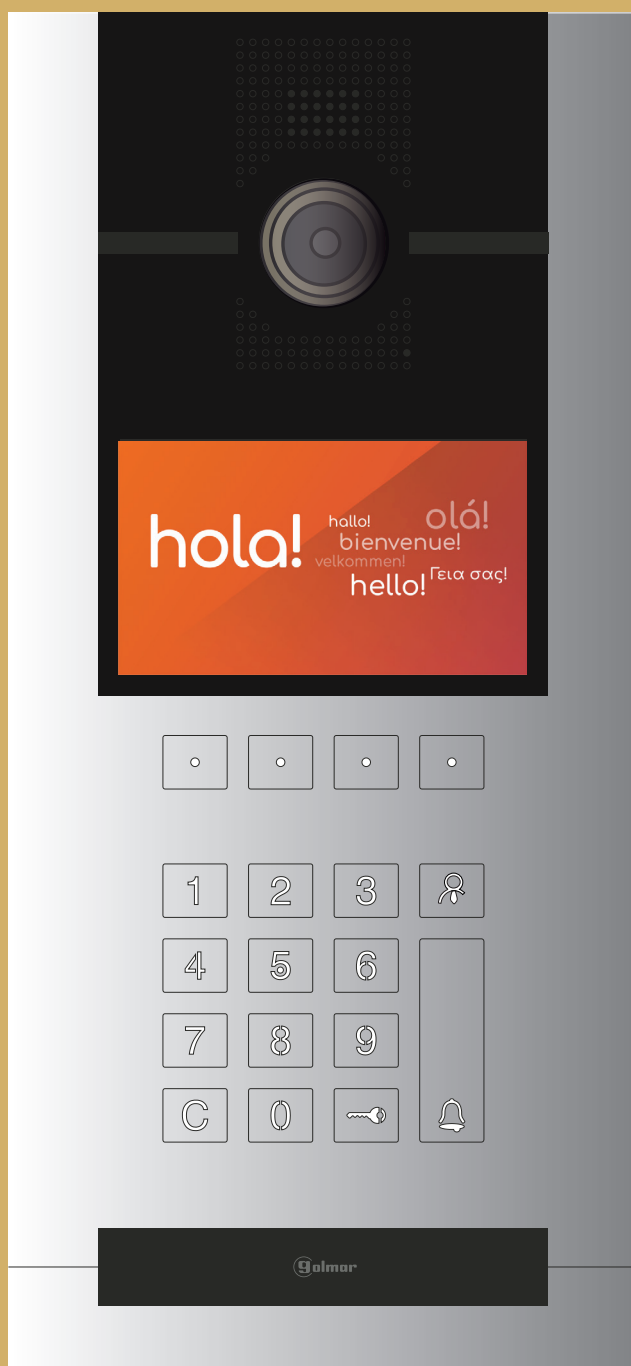 hola!
hallo!
olá!
bienvenue!
velkommen!
hello!
Γεια σας!
1 2 3
4 5 6
7 8 9
C 0
golmar